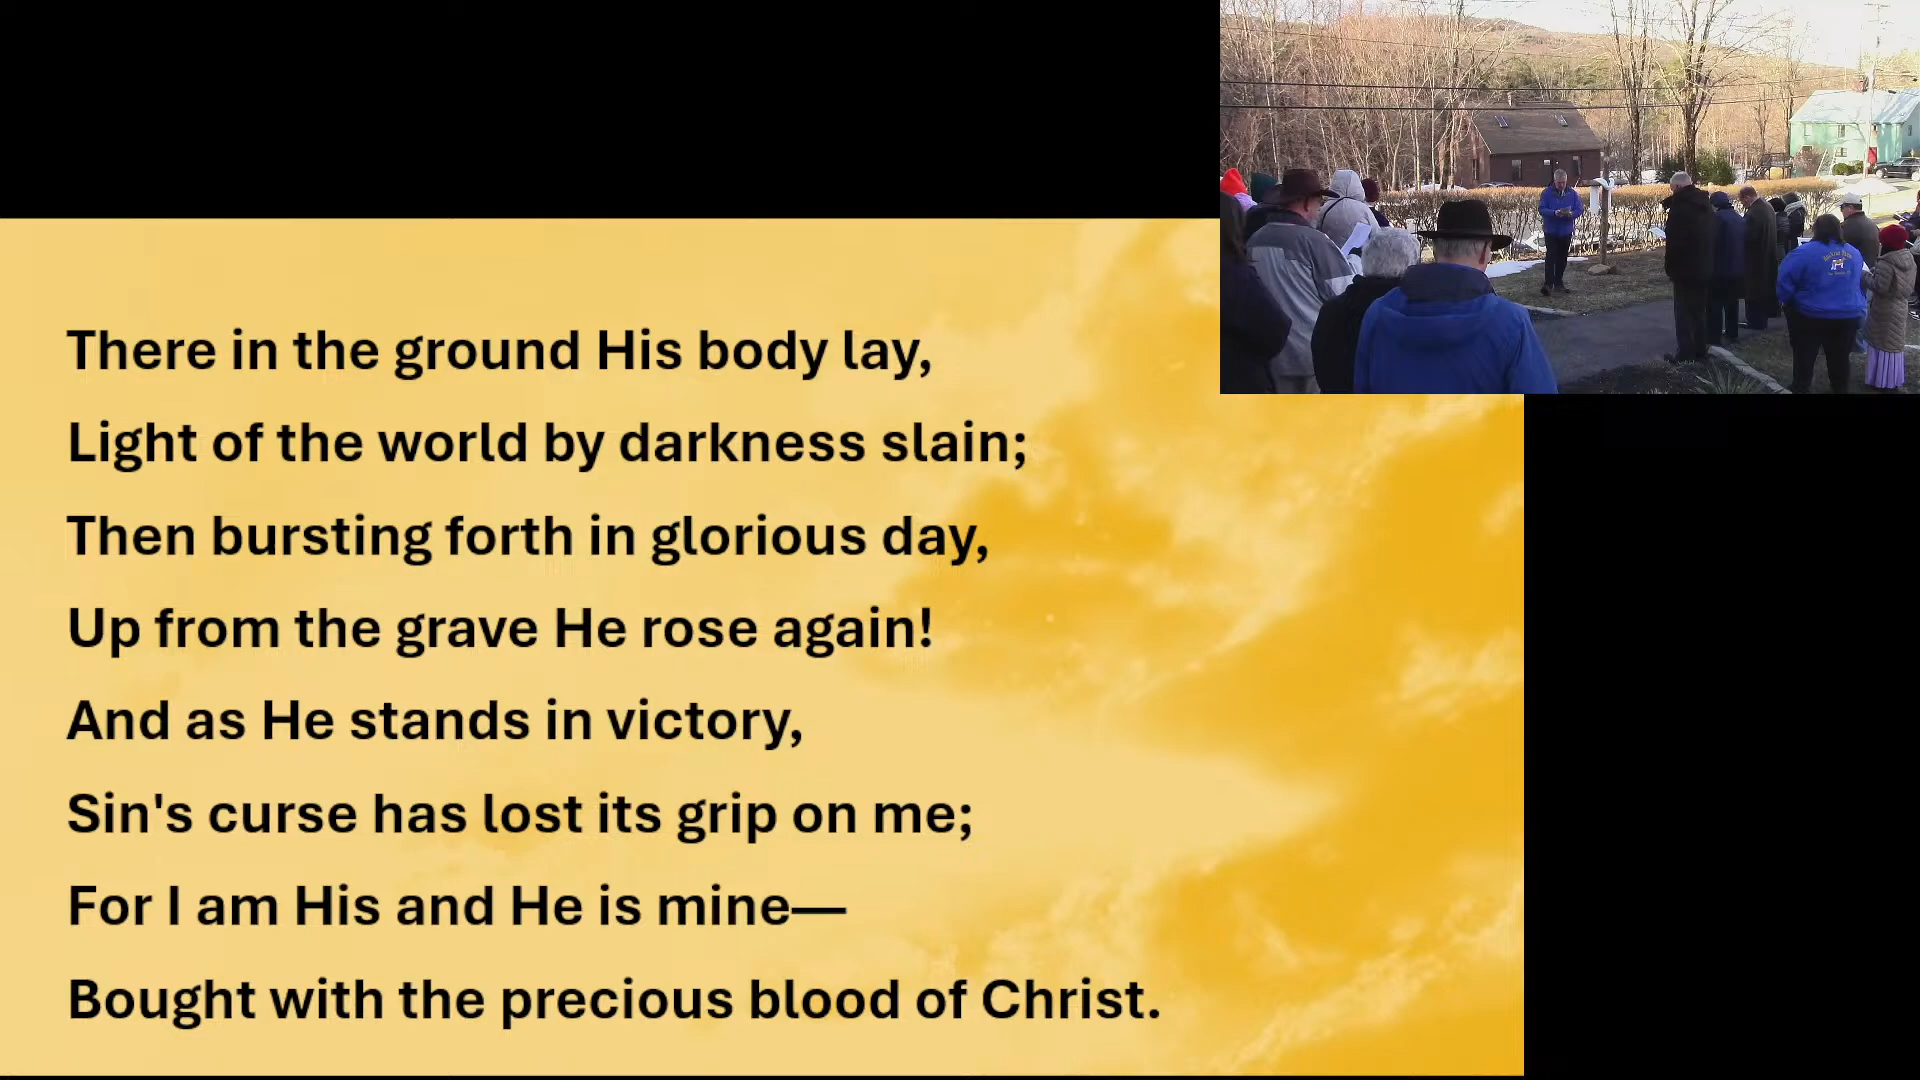 There in the ground His body lay,
Light of the world by darkness slain;
Then bursting forth in glorious day,
Up from the grave He rose again!
And as He stands in victory,
Sin's curse has lost its grip on me;
For I am His and He is mine—
Bought with the precious blood of Christ.